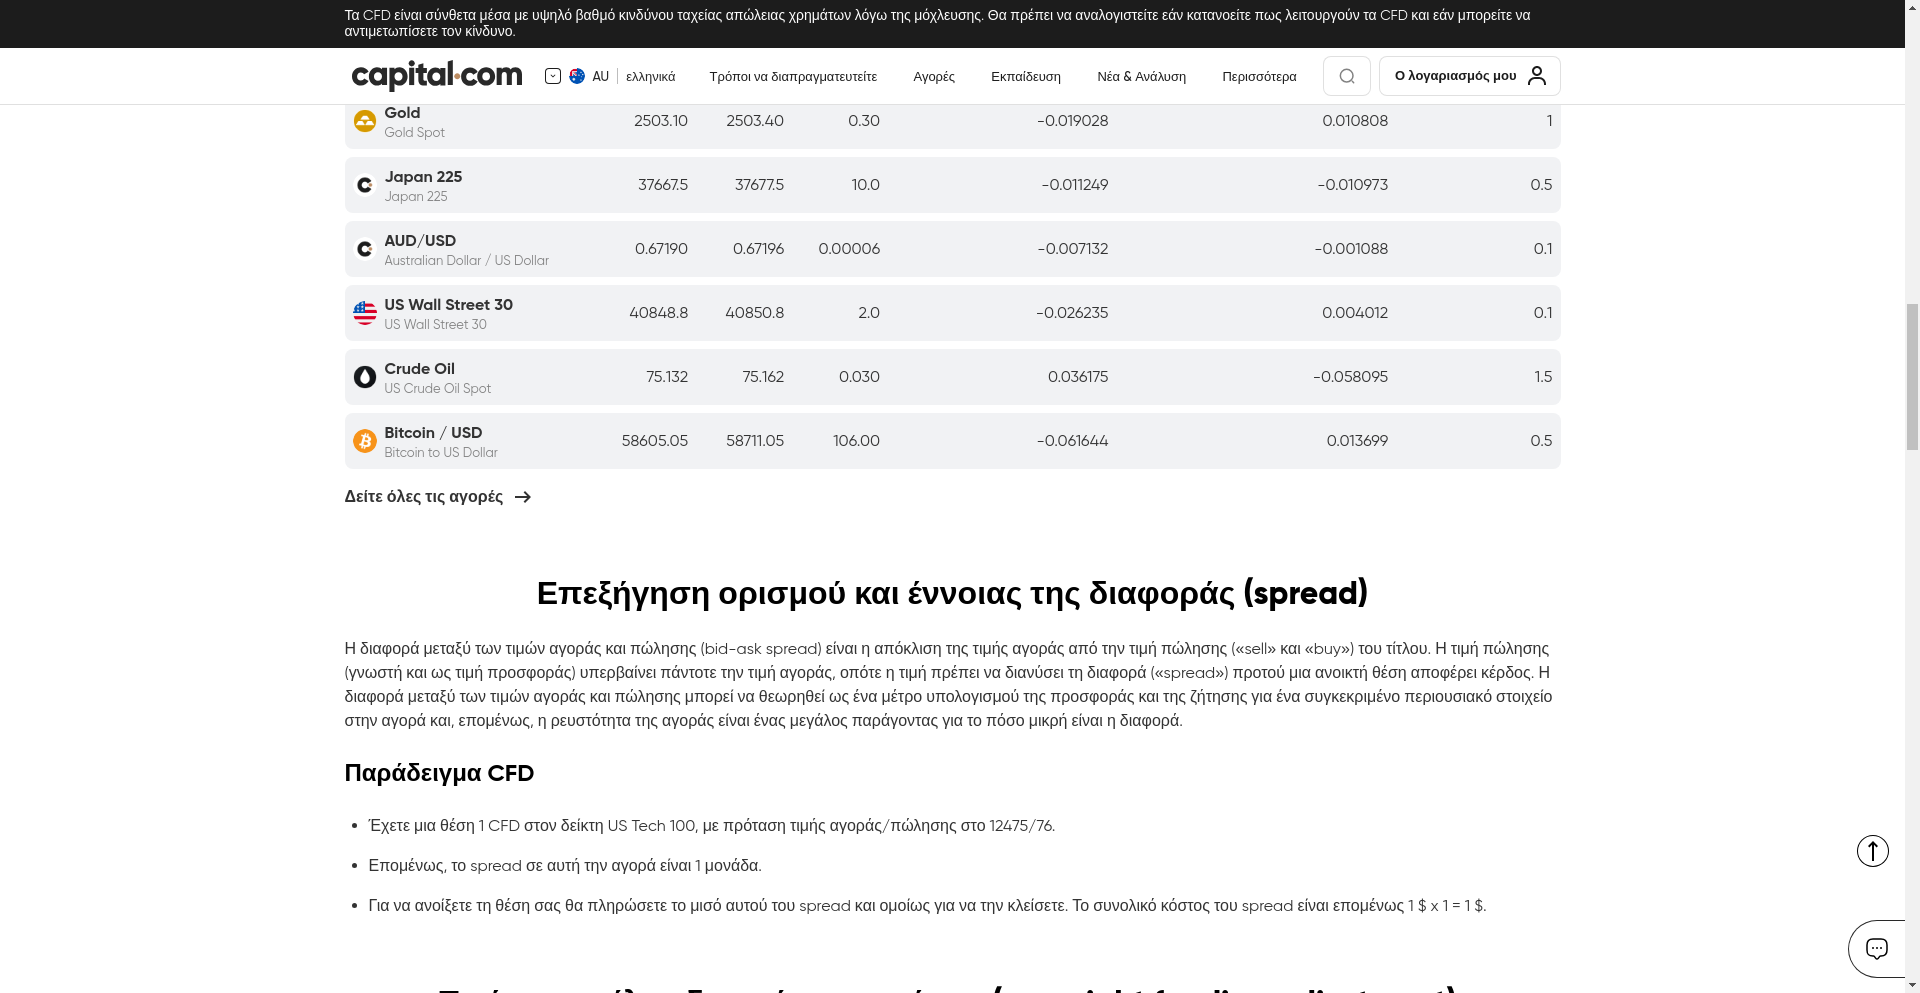 Τα CFD είναι σύνθετα μέσα με υψηλό βαθμό κινδύνου ταχείας απώλειας χρημάτων λόγω της μόχλευσης. Θα πρέπει να αναλογιστείτε εάν κατανοείτε πως λειτουργούν τα CFD και εάν μπορείτε να
αντιμετωπίσετε τον κίνδυνο.
capital.com AU ελληνικά Τρόποι να διαπραγματευτείτε Αγορές Εκπαίδευση Νέα & Ανάλυση Περισσότερα Ο λογαριασμός μου
Gold 2503.10 2503.40 0.30 -0.019028 0.010808 1
Gold Spot
Japan 225 37667.5 37677.5 10.0 -0.011249 -0.010973 0.5
Japan 225
AUD/USD 0.67190 0.67196 0.00006 -0.007132 -0.001088 0.1
Australian Dollar / US Dollar
US Wall Street 30 40848.8 40850.8 2.0 -0.026235 0.004012 0.1
US Wall Street 30
Crude Oil 75.132 75.162 0.030 0.036175 -0.058095 1.5
US Crude Oil Spot
Bitcoin / USD 58605.05 58711.05 106.00 -0.061644 0.013699 0.5
Bitcoin to US Dollar
Δείτε όλες τις αγορές
Επεξήγηση ορισμού και έννοιας της διαφοράς (spread)
Η διαφορά μεταξύ των τιμών αγοράς και πώλησης (bid-ask spread) είναι η απόκλιση της τιμής αγοράς από την τιμή πώλησης («sell» και «buy») του τίτλου. Η τιμή πώλησης
(γνωστή και ως τιμή προσφοράς) υπερβαίνει πάντοτε την τιμή αγοράς, οπότε η τιμή πρέπει να διανύσει τη διαφορά («spread») προτού μια ανοικτή θέση αποφέρει κέρδος. Η
διαφορά μεταξύ των τιμών αγοράς και πώλησης μπορεί να θεωρηθεί ως ένα μέτρο υπολογισμού της προσφοράς και της ζήτησης για ένα συγκεκριμένο περιουσιακό στοιχείο
στην αγορά και, επομένως, η ρευστότητα της αγοράς είναι ένας μεγάλος παράγοντας για το πόσο μικρή είναι η διαφορά.
Παράδειγμα CFD
Έχετε μια θέση 1 CFD στον δείκτη US Tech 100, με πρόταση τιμής αγοράς/πώλησης στο 12475/76.
Επομένως, το spread σε αυτή την αγορά είναι 1 μονάδα.
Για να ανοίξετε τη θέση σας θα πληρώσετε το μισό αυτού του spread και ομοίως για να την κλείσετε. Το συνολικό κόστος του spread είναι επομένως 1 $ x 1 = 1 $.